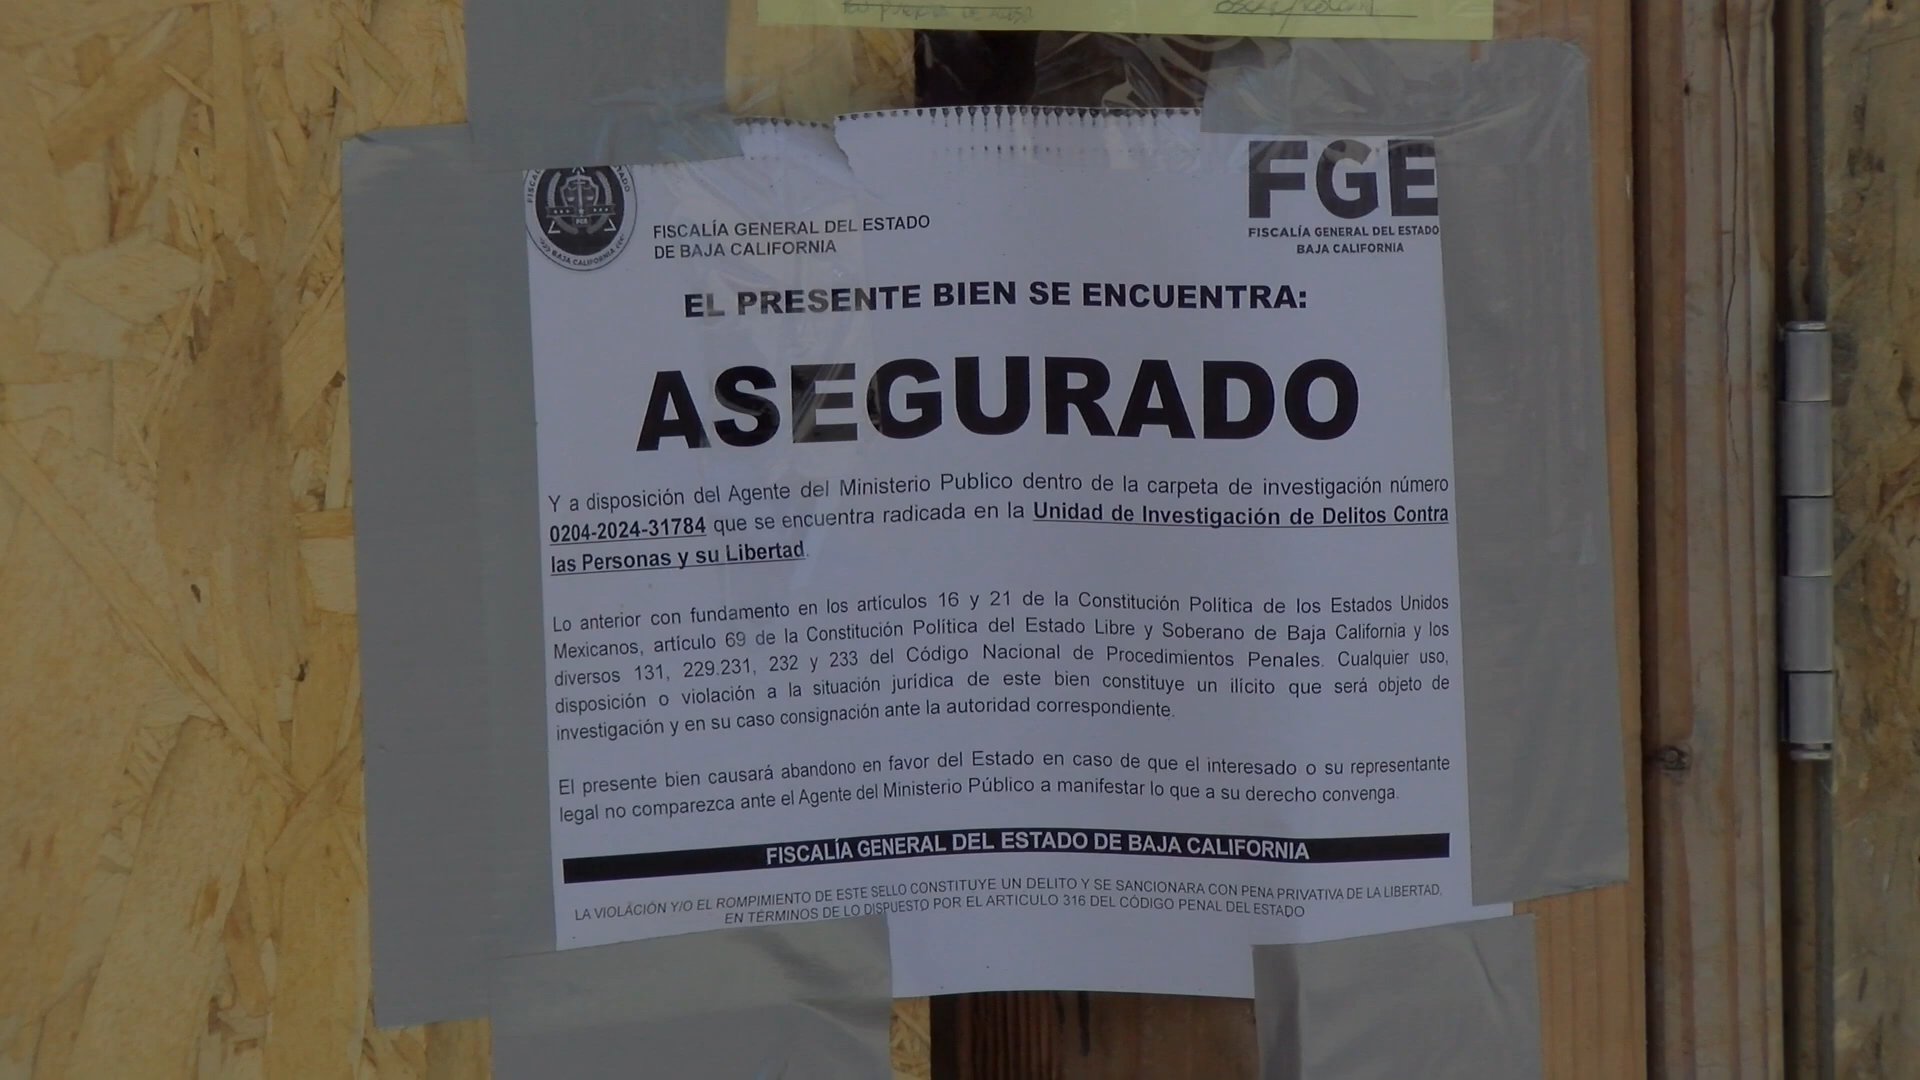 FISCALÍA GENERAL DEL ESTADO
DE BAJA CALIFORNIA
FGE
FISCALÍA GENERAL DEL ESTADO
BAJA CALIFORNIA
EL PRESENTE BIEN SE ENCUENTRA:
ASEGURADO
Y a disposición del Agente del Ministerio Publico dentro de la carpeta de investigación número
0204-2024-31784 que se encuentra radicada en la Unidad de Investigación de Delitos Contra
las Personas y su Libertad.
Lo anterior con fundamento en los artículos 16 y 21 de la Constitución Política de los Estados Unidos
Mexicanos, artículo 69 de la Constitución Política del Estado Libre y Soberano de Baja California y los
diversos 131, 229.231, 232 y 233 del Código Nacional de Procedimientos Penales. Cualquier uso,
disposición o violación a la situación jurídica de este bien constituye un ilícito que será objeto de
investigación y en su caso consignación ante la autoridad correspondiente.
El presente bien causará abandono en favor del Estado en caso de que el interesado o su representante
legal no comparezca ante el Agente del Ministerio Público a manifestar lo que a su derecho convenga.
FISCALÍA GENERAL DEL ESTADO DE BAJA CALIFORNIA
LA VIOLACIÓN Y/O EL ROMPIMIENTO DE ESTE SELLO CONSTITUYE UN DELITO Y SE SANCIONARA CON PENA PRIVATIVA DE LA LIBERTAD,
EN TÉRMINOS DE LO DISPUESTO POR EL ARTICULO 316 DEL CÓDIGO PENAL DEL ESTADO